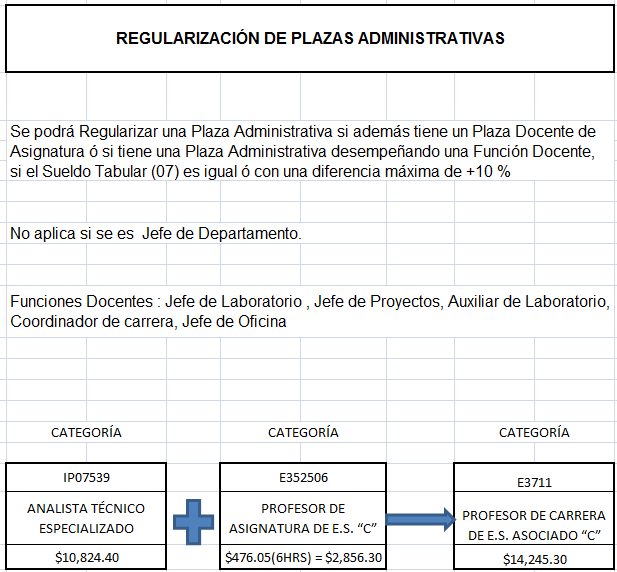 REGULARIZACIÓN DE PLAZAS ADMINISTRATIVAS
Se podrá Regularizar una Plaza Administrativa si además tiene un Plaza Docente de
Asignatura ó si tiene una Plaza Administrativa desempeñando una Función Docente,
si el Sueldo Tabular (07) es igual ó con una diferencia máxima de +10 %
No aplica si se es Jefe de Departamento.
Funciones Docentes : Jefe de Laboratorio , Jefe de Proyectos, Auxiliar de Laboratorio,
Coordinador de carrera, Jefe de Oficina
CATEGORÍA
IP07539
ANALISTA TÉCNICO
ESPECIALIZADO
$10,824.40
CATEGORÍA
E352506
PROFESOR DE
ASIGNATURA DE E.S. “C”
$476.05(6HRS) = $2,856.30
CATEGORÍA
E3711
PROFESOR DE CARRERA
DE E.S. ASOCIADO “C”
$14,245.30